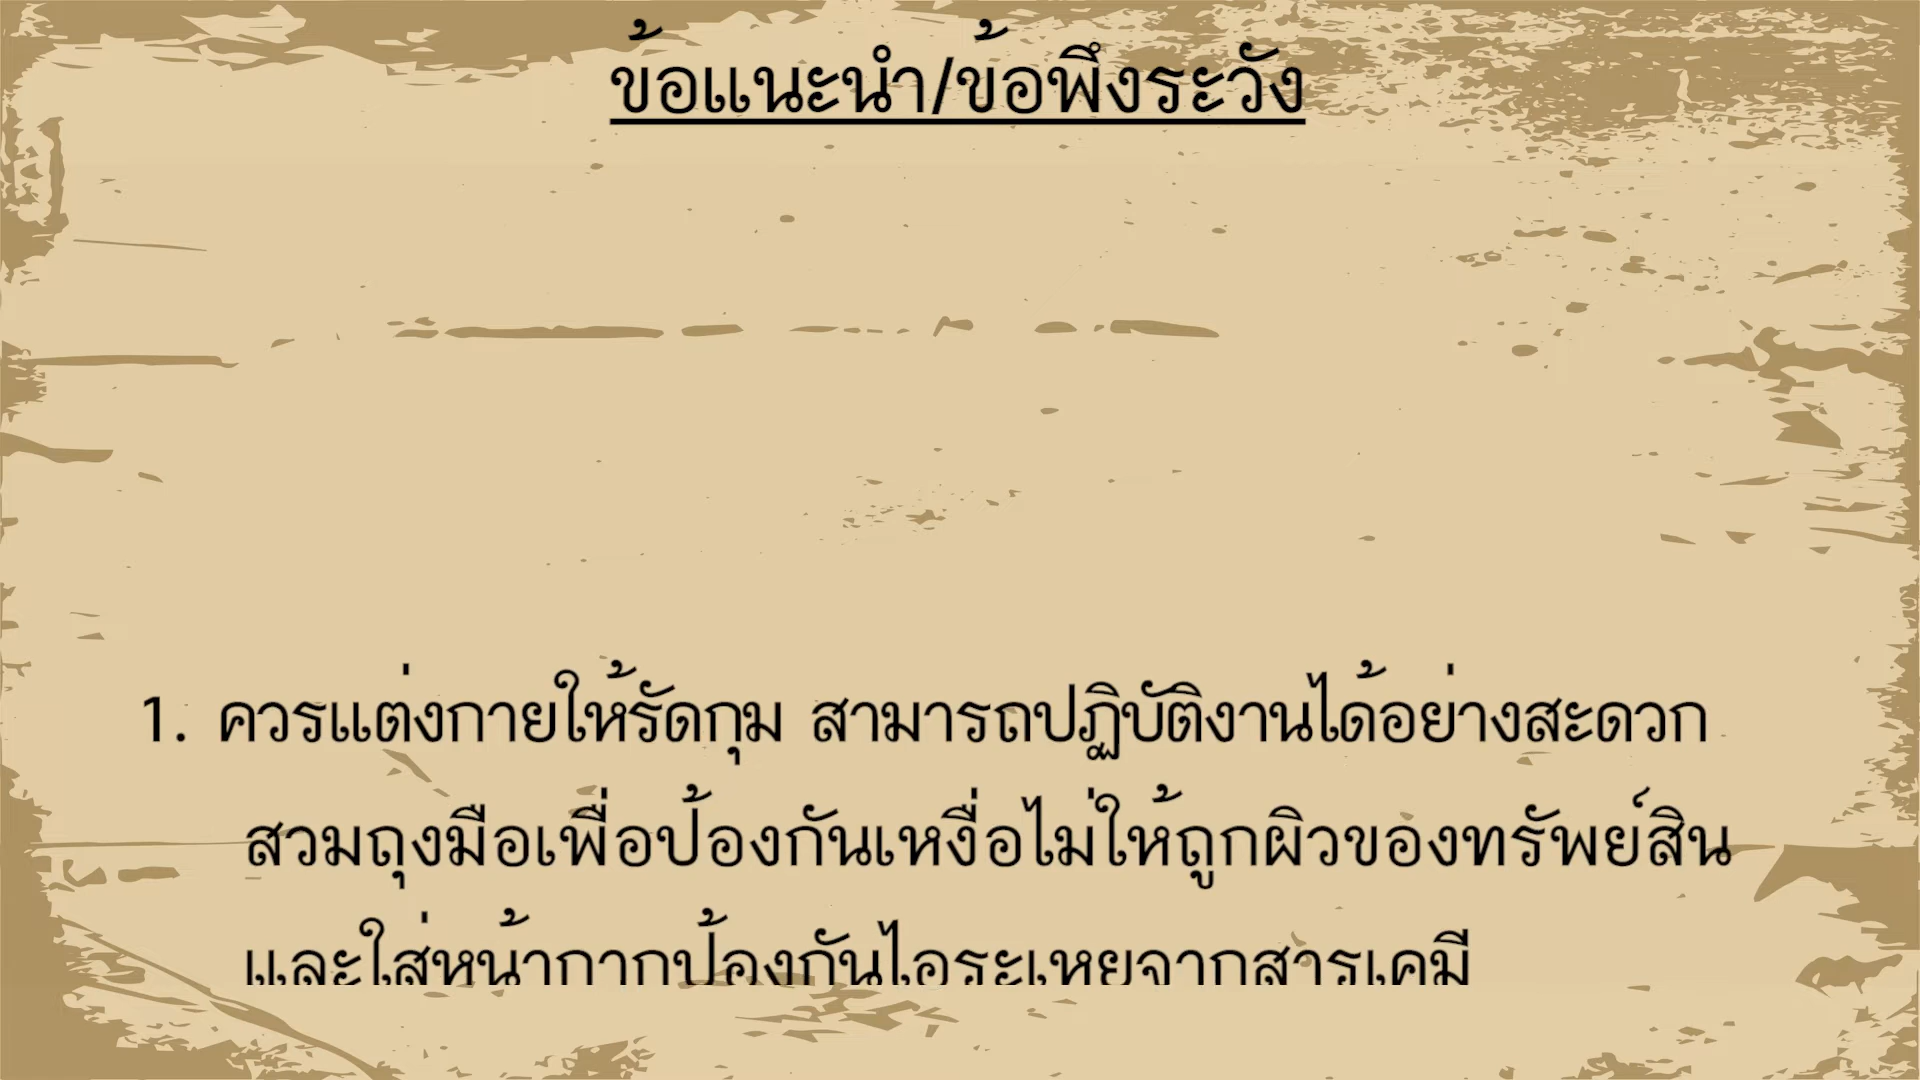 ข้อแนะนำ/ข้อพึงระวัง
1. ควรแต่งกายให้รัดกุม สามารถปฏิบัติงานได้อย่างสะดวก
สวมถุงมือเพื่อป้องกันเหงื่อไม่ให้ถูกผิวของทรัพย์สิน
และใส่หน้ากากป้องกันไอระเหยจากสารเคมี